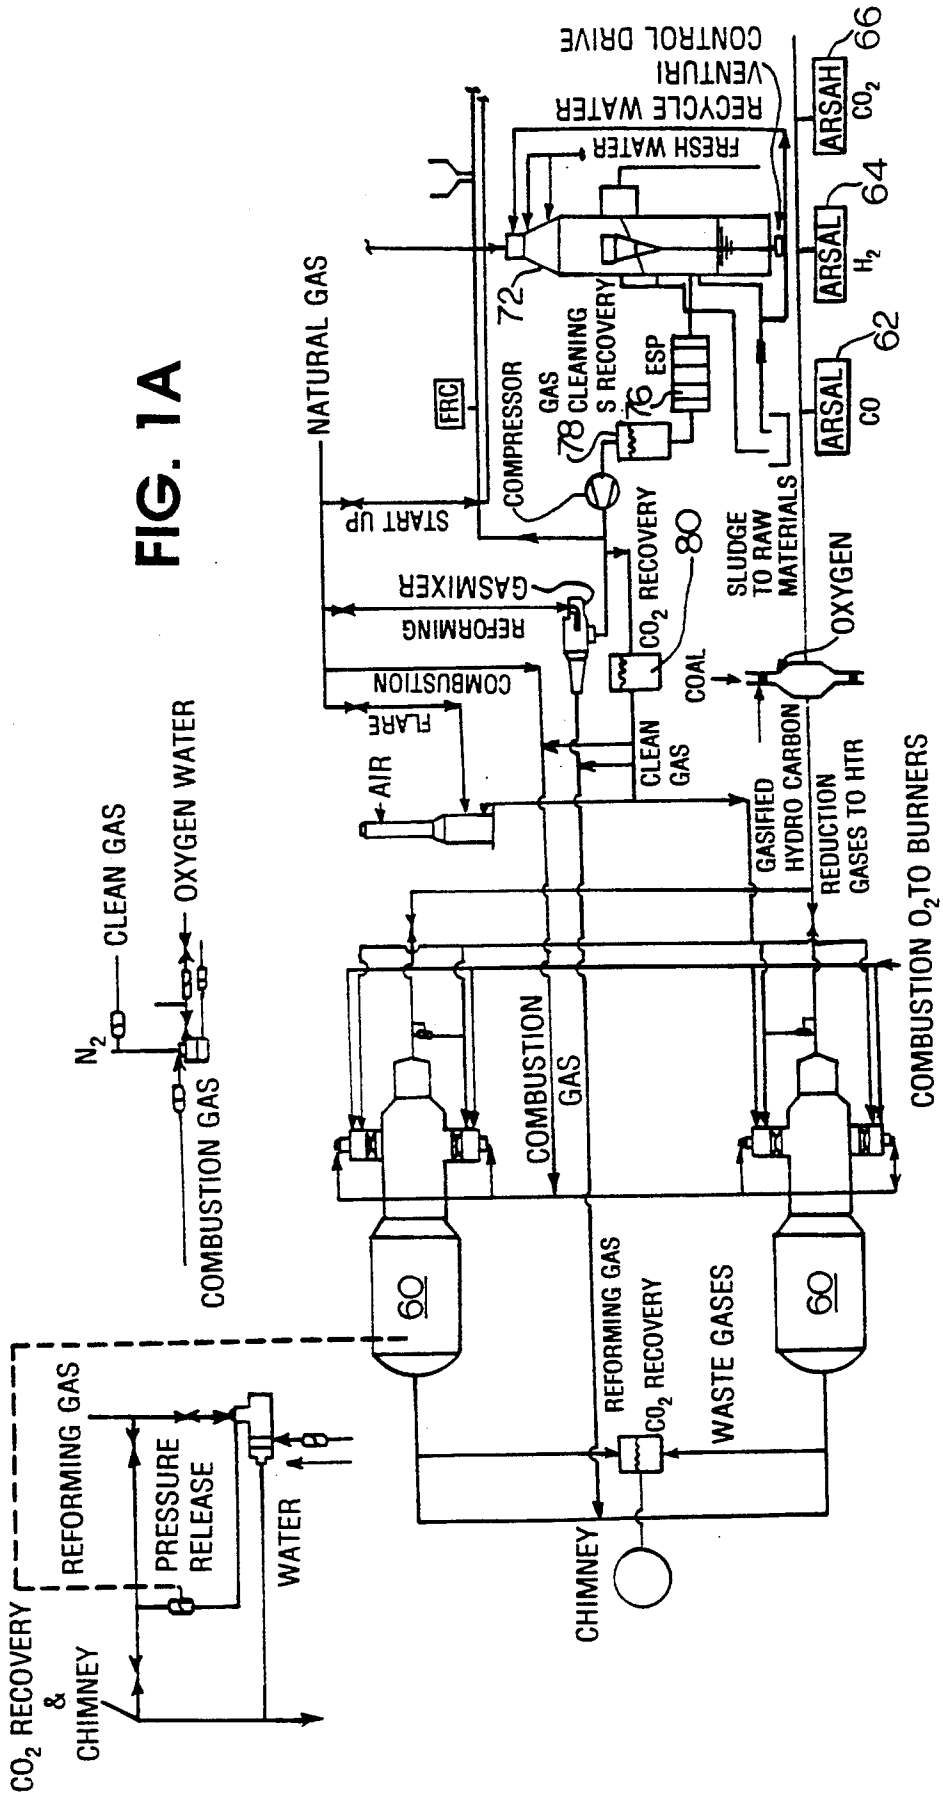 FIG. 1A
CO2 RECOVERY
&
CHIMNEY
REFORMING GAS
PRESSURE
RELEASE
WATER
COMBUSTION GAS
N2
CLEAN GAS
OXYGEN WATER
NATURAL GAS
FLARE
COMBUSTION
REFORMING
START UP
AIR
GASMIXER
FRC
COMPRESSOR
72
78
GAS
CLEANING
S RECOVERY
76
ESP
FRESH WATER
RECYCLE WATER
VENTURI
CONTROL DRIVE
60
COMBUSTION
GAS
CLEAN
GAS
CO2 RECOVERY
80
COAL
SLUDGE
TO RAW
MATERIALS
OXYGEN
GASIFIED
HYDRO CARBON
REDUCTION
GASES TO HTR
REFORMING GAS
CO2 RECOVERY
WASTE GASES
CHIMNEY
60
COMBUSTION O2 TO BURNERS
ARSAL
CO
62
ARSAL
H2
64
ARSAH
CO2
66